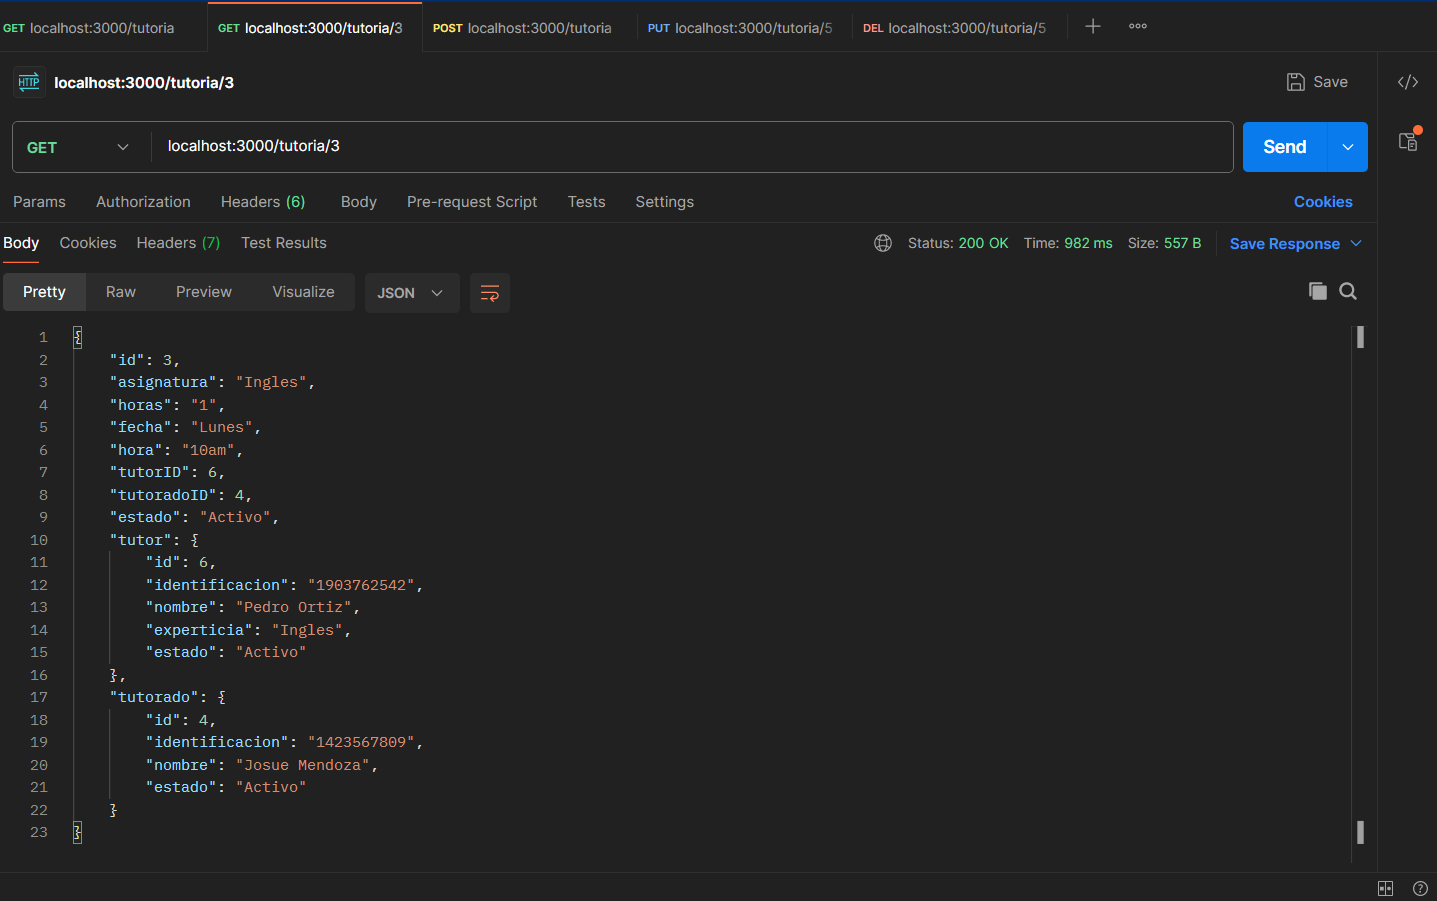 GET localhost:3000/tutoria
GET localhost:3000/tutoria/3
POST localhost:3000/tutoria
PUT localhost:3000/tutoria/5
DEL localhost:3000/tutoria/5
HTTP localhost:3000/tutoria/3
Save
GET localhost:3000/tutoria/3
Send
Params Authorization Headers (6) Body Pre-request Script Tests Settings Cookies
Body Cookies Headers (7) Test Results Status: 200 OK Time: 982 ms Size: 557 B Save Response
Pretty Raw Preview Visualize JSON
1 {
2 "id": 3,
3 "asignatura": "Ingles",
4 "horas": "1",
5 "fecha": "Lunes",
6 "hora": "10am",
7 "tutorID": 6,
8 "tutoradoID": 4,
9 "estado": "Activo",
10 "tutor": {
11 "id": 6,
12 "identificacion": "1903762542",
13 "nombre": "Pedro Ortiz",
14 "experticia": "Ingles",
15 "estado": "Activo"
16 },
17 "tutorado": {
18 "id": 4,
19 "identificacion": "1423567809",
20 "nombre": "Josue Mendoza",
21 "estado": "Activo"
22 }
23 }